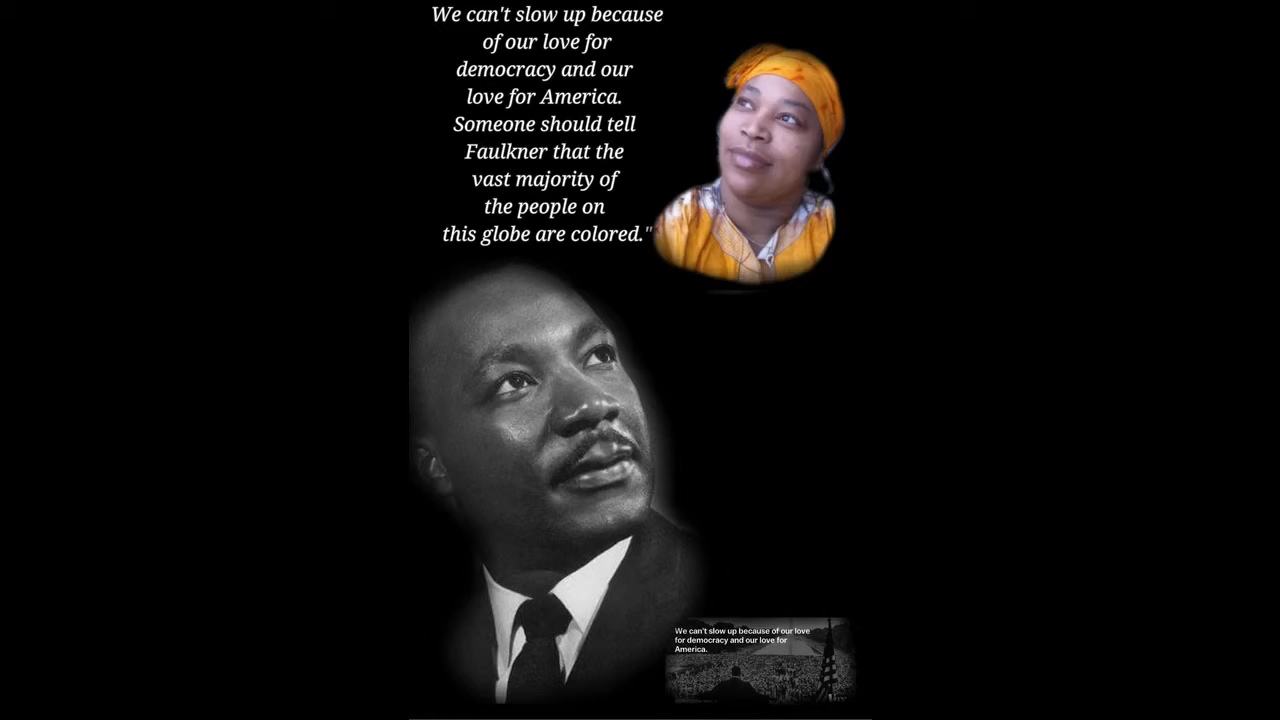 We can't slow up because
of our love for
democracy and our
love for America.
Someone should tell
Faulkner that the
vast majority of
the people on
this globe are colored."
We can't slow up because of our love
for democracy and our love for
America.